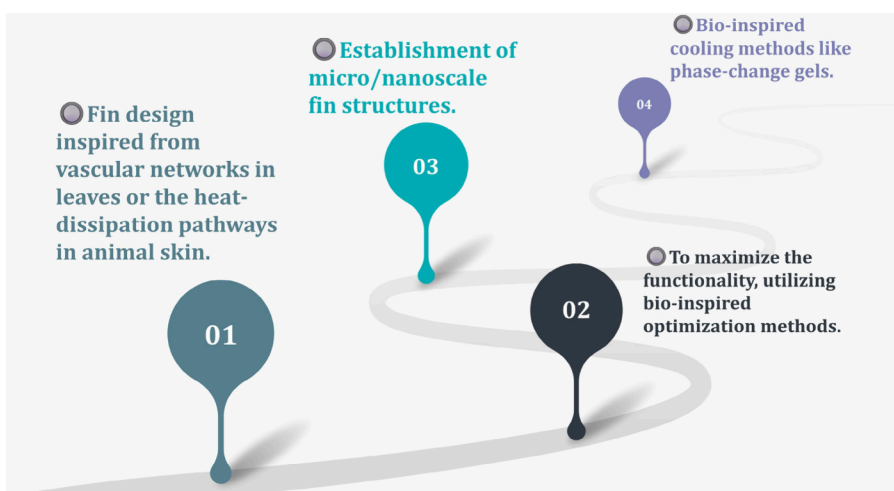 01
Fin design
inspired from
vascular networks in
leaves or the heat-
dissipation pathways
in animal skin.
02
To maximize the
functionality, utilizing
bio-inspired
optimization methods.
03
Establishment of
micro/nanoscale
fin structures.
04
Bio-inspired
cooling methods like
phase-change gels.